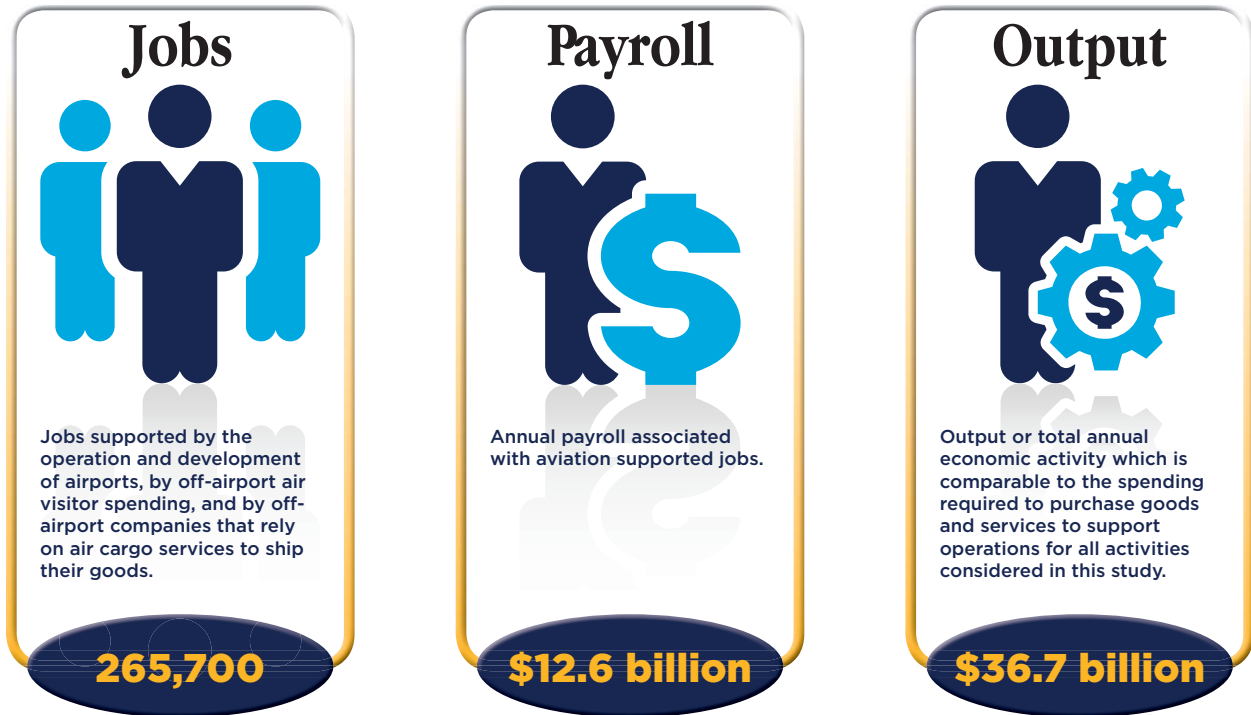 Jobs
Jobs supported by the
operation and development
of airports, by off-airport air
visitor spending, and by off-
airport companies that rely
on air cargo services to ship
their goods.
265,700
Payroll
$
Annual payroll associated
with aviation supported jobs.
$12.6 billion
Output
$
Output or total annual
economic activity which is
comparable to the spending
required to purchase goods
and services to support
operations for all activities
considered in this study.
$36.7 billion